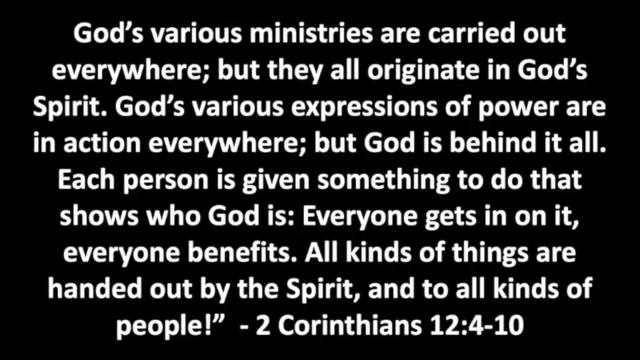 God’s various ministries are carried out
everywhere; but they all originate in God’s
Spirit. God’s various expressions of power are
in action everywhere; but God is behind it all.
Each person is given something to do that
shows who God is: Everyone gets in on it,
everyone benefits. All kinds of things are
handed out by the Spirit, and to all kinds of
people!” - 2 Corinthians 12:4-10